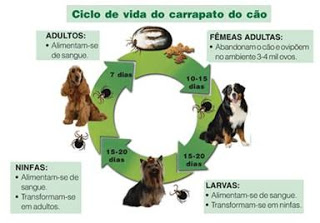 Ciclo de vida do carrapato do cão
ADULTOS:
• Alimentam-se
de sangue.
FÊMEAS ADULTAS:
• Abandonam o cão e ovipõem
no ambiente 3-4 mil ovos.
7 dias
10-15
dias
15-20
dias
15-20
dias
NINFAS:
• Alimentam-se de
sangue.
• Transformam-se
em adultos.
LARVAS:
• Alimentam-se de sangue.
• Transformam-se em ninfas.